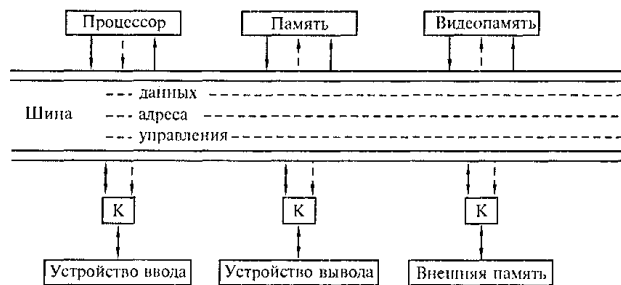 Процессор
Память
Видеопамять
данных
Шина
адреса
управления
К
К
К
Устройство ввода
Устройство вывода
Внешняя память